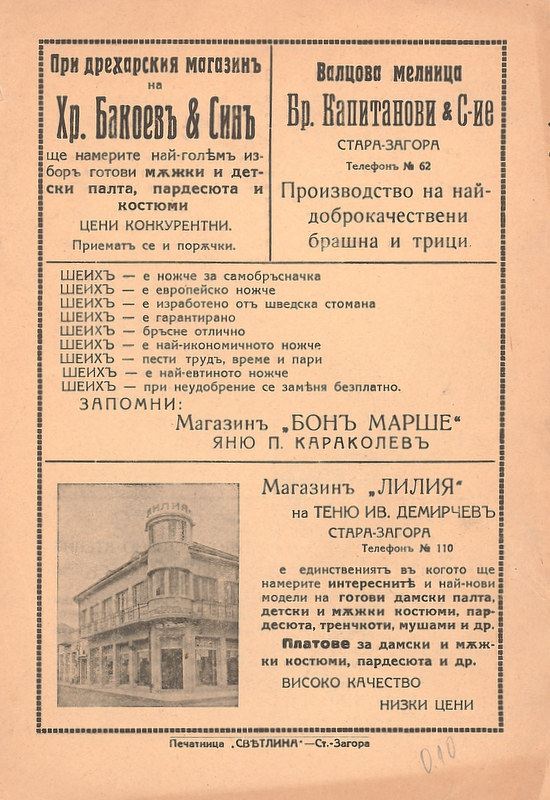 При дрехарския магазинъ
на
Хр. Бакоевъ & Синъ
ще намерите най-голѣмъ из-
боръ готови мѫжки и дет-
ски палта, пардесюта и
костюми
ЦЕНИ КОНКУРЕНТНИ.
Приематъ се и порѫчки.
Валцова мелница
Бр. Капитанови & С-ие
СТАРА-ЗАГОРА
Телефонъ № 62
Производство на най-
доброкачествени
брашна и трици.
ШЕИХЪ — е ножче за самобръсначка
ШЕИХЪ — е европейско ножче
ШЕИХЪ — е изработено отъ шведска стомана
ШЕИХЪ — е гарантирано
ШЕИХЪ — бръсне отлично
ШЕИХЪ — е най-икономичното ножче
ШЕИХЪ — пести трудъ, време и пари
ШЕИХЪ — е най-евтиното ножче
ШЕИХЪ — при неудобрение се замѣня безплатно.
ЗАПОМНИ:
Магазинъ „БОНЪ МАРШЕ“
ЯНЮ П. КАРАКОЛЕВЪ
ЛИЛИЯ
Магазинъ „ЛИЛИЯ“
на ТЕНЮ ИВ. ДЕМИРЧЕВЪ
СТАРА-ЗАГОРА
Телефонъ № 110
е единствениятъ въ когото ще
намерите интереснитѣ и най-нови
модели на готови дамски палта,
детски и мѫжки костюми, пар-
десюта, тренчкоти, мушами и др.
Платове за дамски и мѫж-
ки костюми, пардесюта и др.
ВИСОКО КАЧЕСТВО
НИЗКИ ЦЕНИ
Печатница „СВѢТЛИНА“—Ст.-Загора
0.10